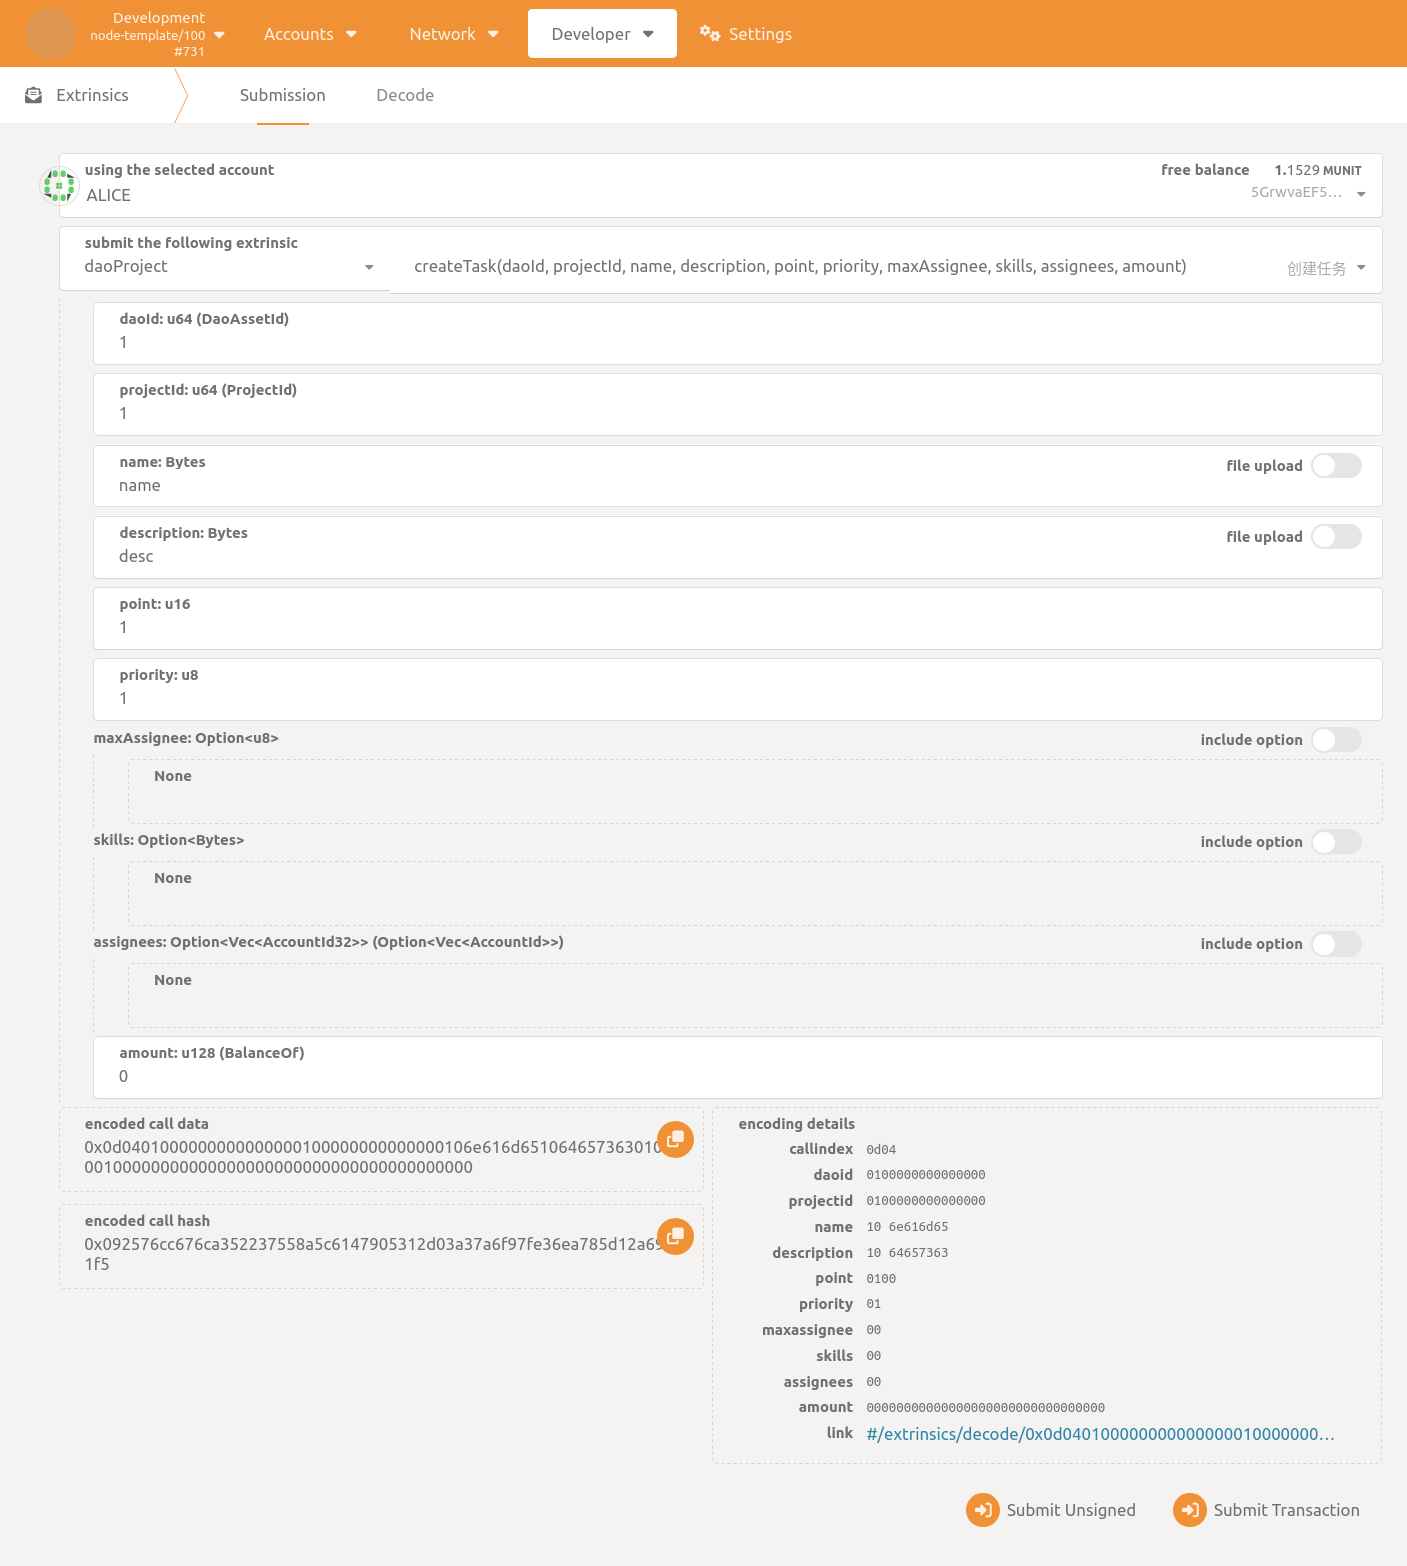 Development
node-template/100
#731
Accounts
Network
Developer
Settings
Extrinsics
Submission
Decode
using the selected account
ALICE
free balance 1.1529 MUNIT
5GrwvaEF5…
submit the following extrinsic
daoProject
createTask(daoId, projectId, name, description, point, priority, maxAssignee, skills, assignees, amount)
创建任务
daoId: u64 (DaoAssetId)
1
projectId: u64 (ProjectId)
1
name: Bytes
name
file upload
description: Bytes
desc
file upload
point: u16
1
priority: u8
1
maxAssignee: Option<u8>
include option
None
skills: Option<Bytes>
include option
None
assignees: Option<Vec<AccountId32>> (Option<Vec<AccountId>>)
include option
None
amount: u128 (BalanceOf)
0
encoded call data
0x0d0401000000000000000100000000000000106e616d6510646573630100
00100000000000000000000000000000000000000
encoded call hash
0x092576cc676ca352237558a5c6147905312d03a37a6f97fe36ea785d12a69
1f5
encoding details
callindex 0d04
daoid 0100000000000000
projectid 0100000000000000
name 10 6e616d65
description 10 64657363
point 0100
priority 01
maxassignee 00
skills 00
assignees 00
amount 00000000000000000000000000000000
link #/extrinsics/decode/0x0d0401000000000000000010000000…
Submit Unsigned
Submit Transaction